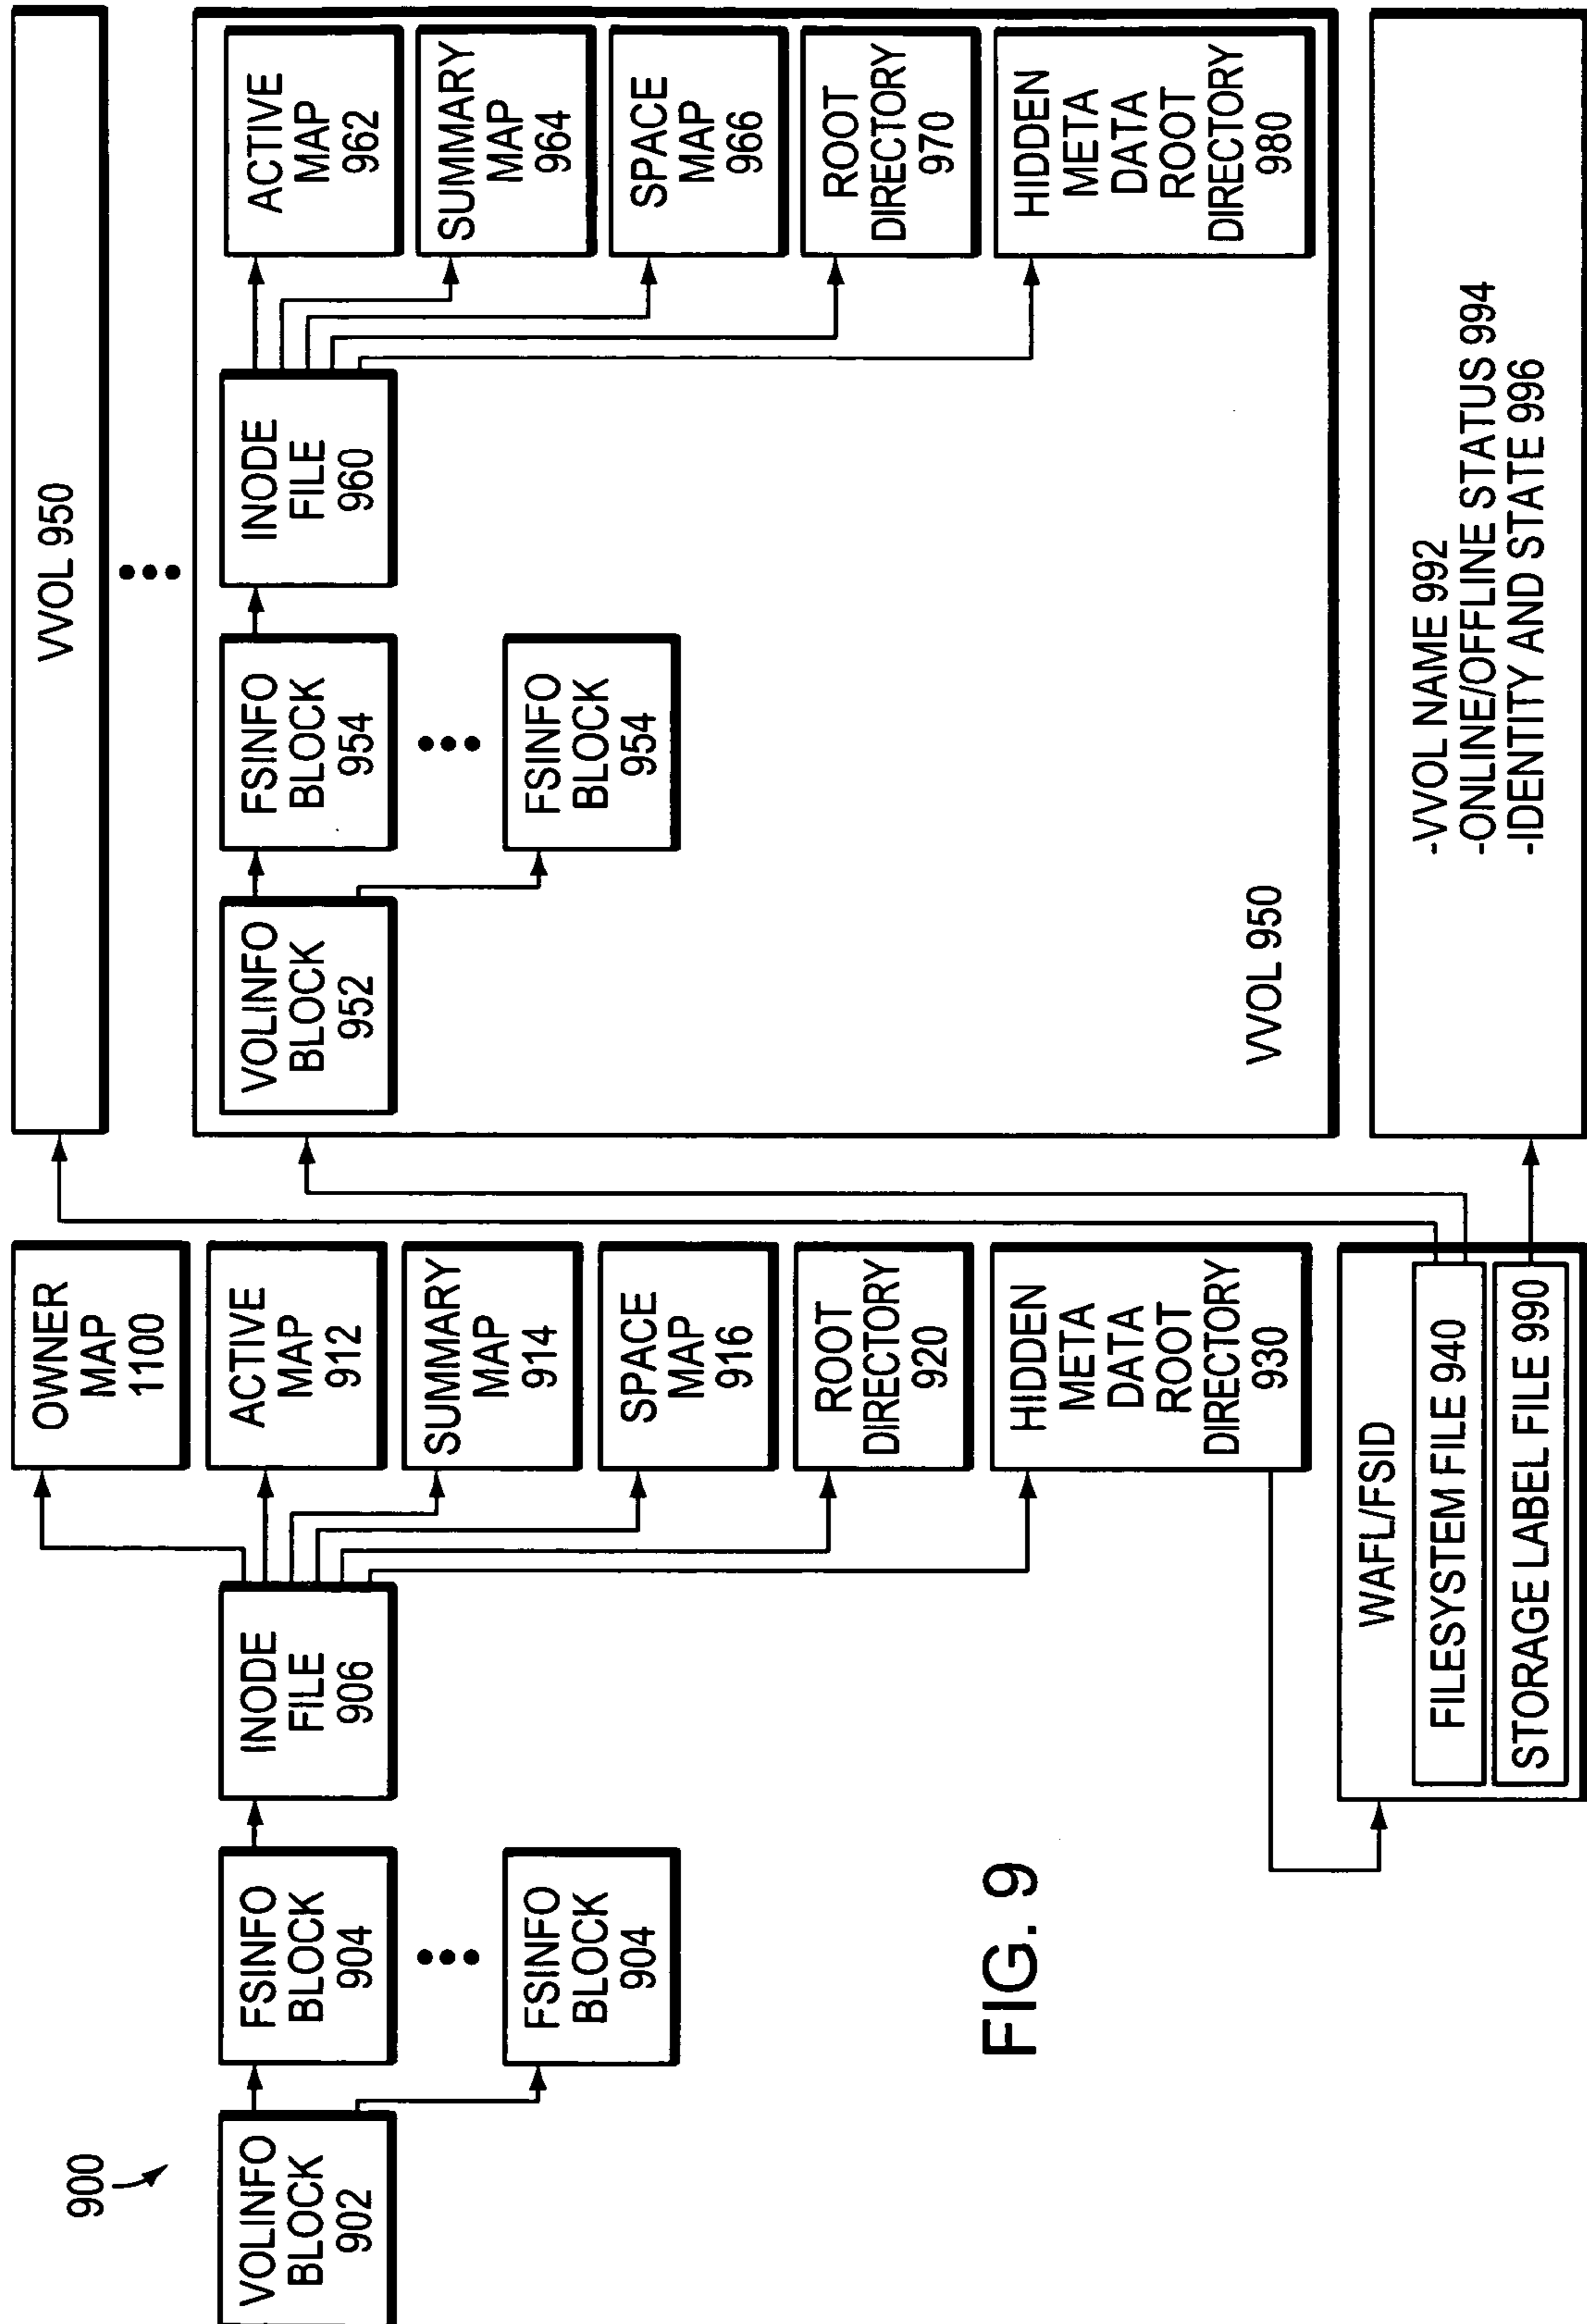 900
VOLINFO
BLOCK
902
FSINFO
BLOCK
904
FSINFO
BLOCK
904
INODE
FILE
906
OWNER
MAP
1100
ACTIVE
MAP
912
SUMMARY
MAP
914
SPACE
MAP
916
ROOT
DIRECTORY
920
HIDDEN
META
DATA
ROOT
DIRECTORY
930
WAFL/FSID
FILESYSTEM FILE 940
STORAGE LABEL FILE 990
VVOL 950
VOLINFO
BLOCK
952
FSINFO
BLOCK
954
FSINFO
BLOCK
954
INODE
FILE
960
ACTIVE
MAP
962
SUMMARY
MAP
964
SPACE
MAP
966
ROOT
DIRECTORY
970
HIDDEN
META
DATA
ROOT
DIRECTORY
980
VVOL 950
-VVOL NAME 992
-ONLINE/OFFLINE STATUS 994
-IDENTITY AND STATE 996
FIG. 9